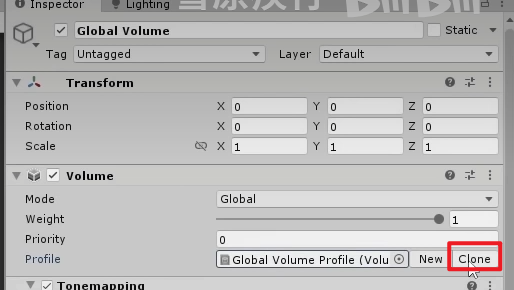 Inspector Lighting
Global Volume Static
Tag Untagged Layer Default
Transform
Position X 0 Y 0 Z 0
Rotation X 0 Y 0 Z 0
Scale X 1 Y 1 Z 1
Volume
Mode Global
Weight 1
Priority 0
Profile Global Volume Profile (Volu New Clone
Tonemapping